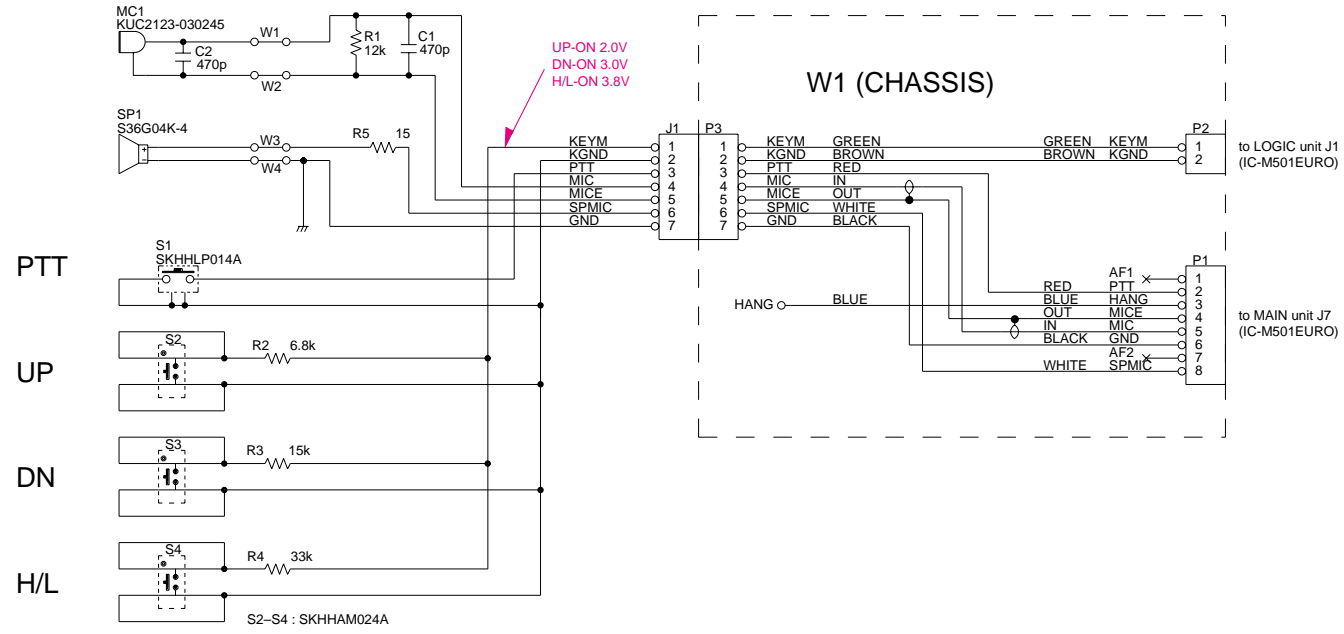 MC1
KUC2123-030245
W1
C2
470p
W2
R1
12k
C1
470p
UP-ON 2.0V
DN-ON 3.0V
H/L-ON 3.8V
W1 (CHASSIS)
SP1
S36G04K-4
+
-
W3
W4
R5 15
J1 P3
KEYM 1 1 KEYM GREEN GREEN KEYM
KGND 2 2 KGND BROWN BROWN KGND
PTT 3 3 PTT RED
MIC 4 4 MIC IN
MICE 5 5 MICE OUT
SPMIC 6 6 SPMIC WHITE
GND 7 7 GND BLACK
P2
1
2
to LOGIC unit J1
(IC-M501EURO)
PTT
S1
SKHHLP014A
HANG BLUE
P1
AF1 1
RED PTT 2
BLUE HANG 3
OUT MICE 4
IN MIC 5
BLACK GND 6
AF2 7
WHITE SPMIC 8
to MAIN unit J7
(IC-M501EURO)
UP
S2
R2 6.8k
DN
S3
R3 15k
H/L
S4
R4 33k
S2–S4 : SKHHAM024A